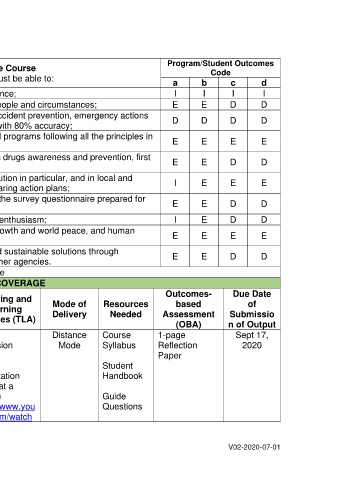 e Course
Program/Student Outcomes
Code
ust be able to:
a b c d
nce; I I I I
eople and circumstances; E E D D
ccident prevention, emergency actions
with 80% accuracy; D D D D
d programs following all the principles in
E E E E
s drugs awareness and prevention, first
E E D D
ution in particular, and in local and
aring action plans; I E E E
the survey questionnaire prepared for
E E D D
enthusiasm; I E D D
rowth and world peace, and human
E E E E
d sustainable solutions through
her agencies. E E D D
e
COVERAGE
ing and
rning
es (TLA)
Mode of
Delivery
Resources
Needed
Outcomes-
based
Assessment
(OBA)
Due Date
of
Submissio
n of Output
sion
tation
at a
www.you
m/watch
Distance
Mode
Course
Syllabus
Student
Handbook
Guide
Questions
1-page
Reflection
Paper
Sept 17,
2020
V02-2020-07-01